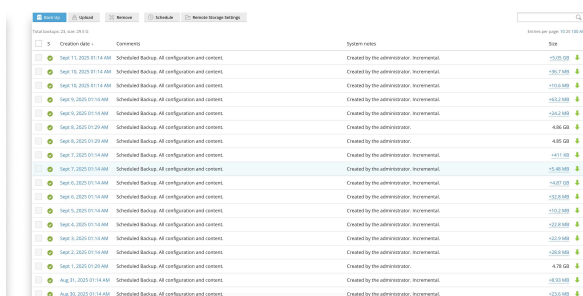 Back Up Upload Remove Schedule Remote Storage Settings
Total backups: 23, size: 29.5 G
Entries per page: 10 25 100 All
S Creation date Comments System notes Size
Sept 11, 2025 01:14 AM Scheduled Backup. All configuration and content. Created by the administrator. Incremental. +5.05 GB
Sept 10, 2025 01:14 AM Scheduled Backup. All configuration and content. Created by the administrator. Incremental. +36.7 MB
Sept 10, 2025 01:14 AM Scheduled Backup. All configuration and content. Created by the administrator. Incremental. +10.6 MB
Sept 9, 2025 01:14 AM Scheduled Backup. All configuration and content. Created by the administrator. Incremental. +63.2 MB
Sept 9, 2025 01:14 AM Scheduled Backup. All configuration and content. Created by the administrator. Incremental. +24.2 MB
Sept 8, 2025 01:29 AM Scheduled Backup. All configuration and content. Created by the administrator. 4.86 GB
Sept 8, 2025 01:29 AM Scheduled Backup. All configuration and content. Created by the administrator. 4.85 GB
Sept 7, 2025 01:14 AM Scheduled Backup. All configuration and content. Created by the administrator. Incremental. +411 KB
Sept 7, 2025 01:14 AM Scheduled Backup. All configuration and content. Created by the administrator. Incremental. +5.48 MB
Sept 6, 2025 01:14 AM Scheduled Backup. All configuration and content. Created by the administrator. Incremental. +4.87 GB
Sept 6, 2025 01:14 AM Scheduled Backup. All configuration and content. Created by the administrator. Incremental. +32.8 MB
Sept 5, 2025 01:14 AM Scheduled Backup. All configuration and content. Created by the administrator. Incremental. +10.2 MB
Sept 4, 2025 01:14 AM Scheduled Backup. All configuration and content. Created by the administrator. Incremental. +22.8 MB
Sept 3, 2025 01:14 AM Scheduled Backup. All configuration and content. Created by the administrator. Incremental. +22.9 MB
Sept 2, 2025 01:14 AM Scheduled Backup. All configuration and content. Created by the administrator. Incremental. +28.8 MB
Sept 1, 2025 01:29 AM Scheduled Backup. All configuration and content. Created by the administrator. 4.78 GB
Aug 31, 2025 01:14 AM Scheduled Backup. All configuration and content. Created by the administrator. Incremental. +8.93 MB
Aug 30, 2025 01:14 AM Scheduled Backup. All configuration and content. Created by the administrator. Incremental. +23.6 MB